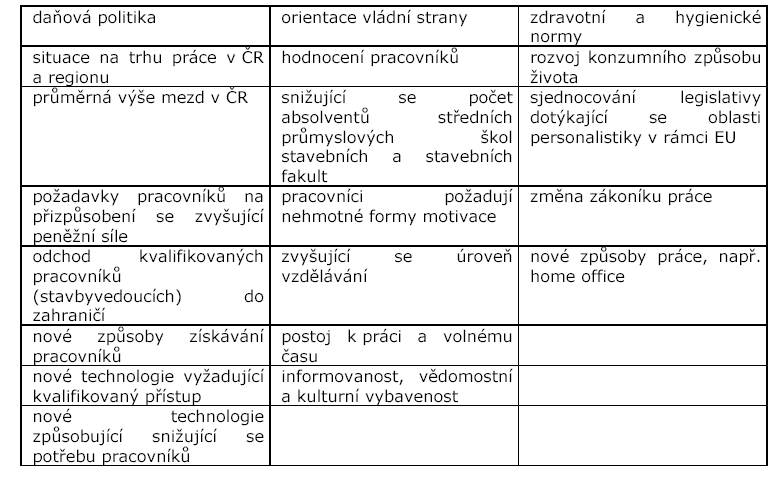 daňová politika
orientace vládní strany
zdravotní a hygienické
normy
situace na trhu práce v ČR
a regionu
hodnocení pracovníků
rozvoj konzumního způsobu
života
průměrná výše mezd v ČR
snižující se počet
absolventů středních
průmyslových škol
stavebních a stavebních
fakult
sjednocování legislativy
dotýkající se oblasti
personalistiky v rámci EU
požadavky pracovníků na
přizpůsobení se zvyšující
peněžní síle
pracovníci požadují
nehmotné formy motivace
změna zákoníku práce
odchod kvalifikovaných
pracovníků
(stavbyvedoucích) do
zahraničí
zvyšující se úroveň
vzdělávání
nové způsoby práce, např.
home office
nové způsoby získávání
pracovníků
postoj k práci a volnému
času
nové technologie vyžadující
kvalifikovaný přístup
informovanost, vědomostní
a kulturní vybavenost
nové technologie
způsobující snižující se
potřebu pracovníků